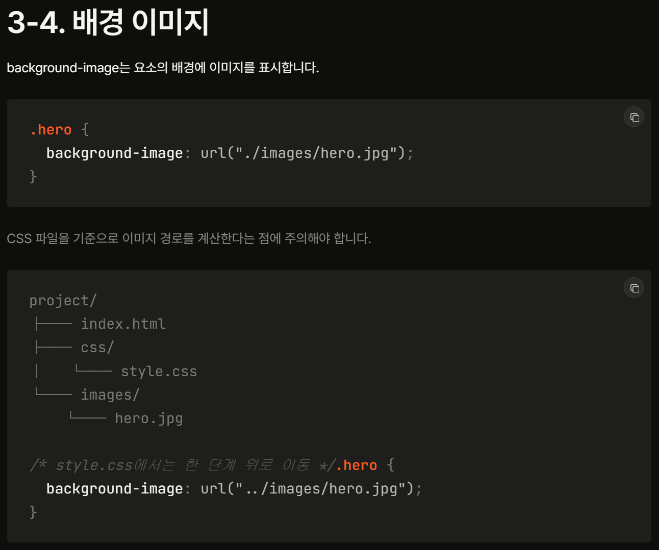 3-4. 배경 이미지
background-image는 요소의 배경에 이미지를 표시합니다.
.hero {
  background-image: url("./images/hero.jpg");
}
CSS 파일을 기준으로 이미지 경로를 계산한다는 점에 주의해야 합니다.
project/
├── index.html
├── css/
│   └── style.css
└── images/
    └── hero.jpg
/* style.css에서는 한 단계 위로 이동 */.hero {
  background-image: url("../images/hero.jpg");
}